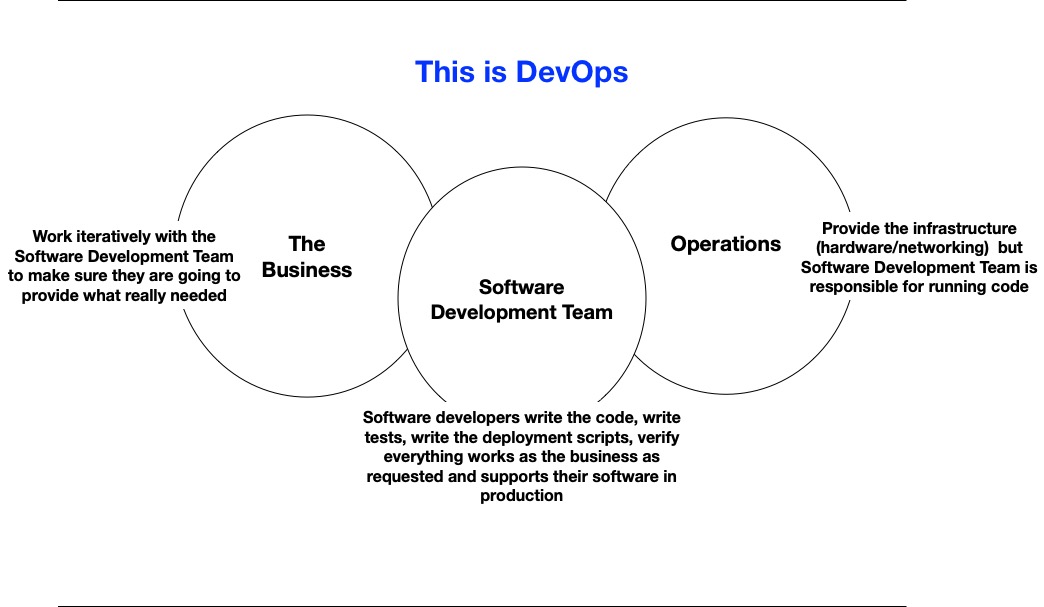 This is DevOps
Work iteratively with the
Software Development Team
to make sure they are going to
provide what really needed
The
Business
Software
Development Team
Operations
Provide the infrastructure
(hardware/networking)  but
Software Development Team is
responsible for running code
Software developers write the code, write
tests, write the deployment scripts, verify
everything works as the business as
requested and supports their software in
production